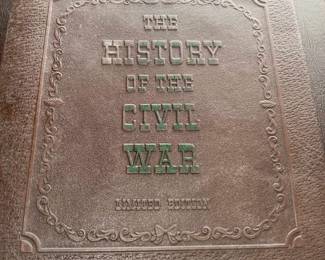 THE
HISTORY
OF THE
CIVIL
WAR
LIMITED EDITION